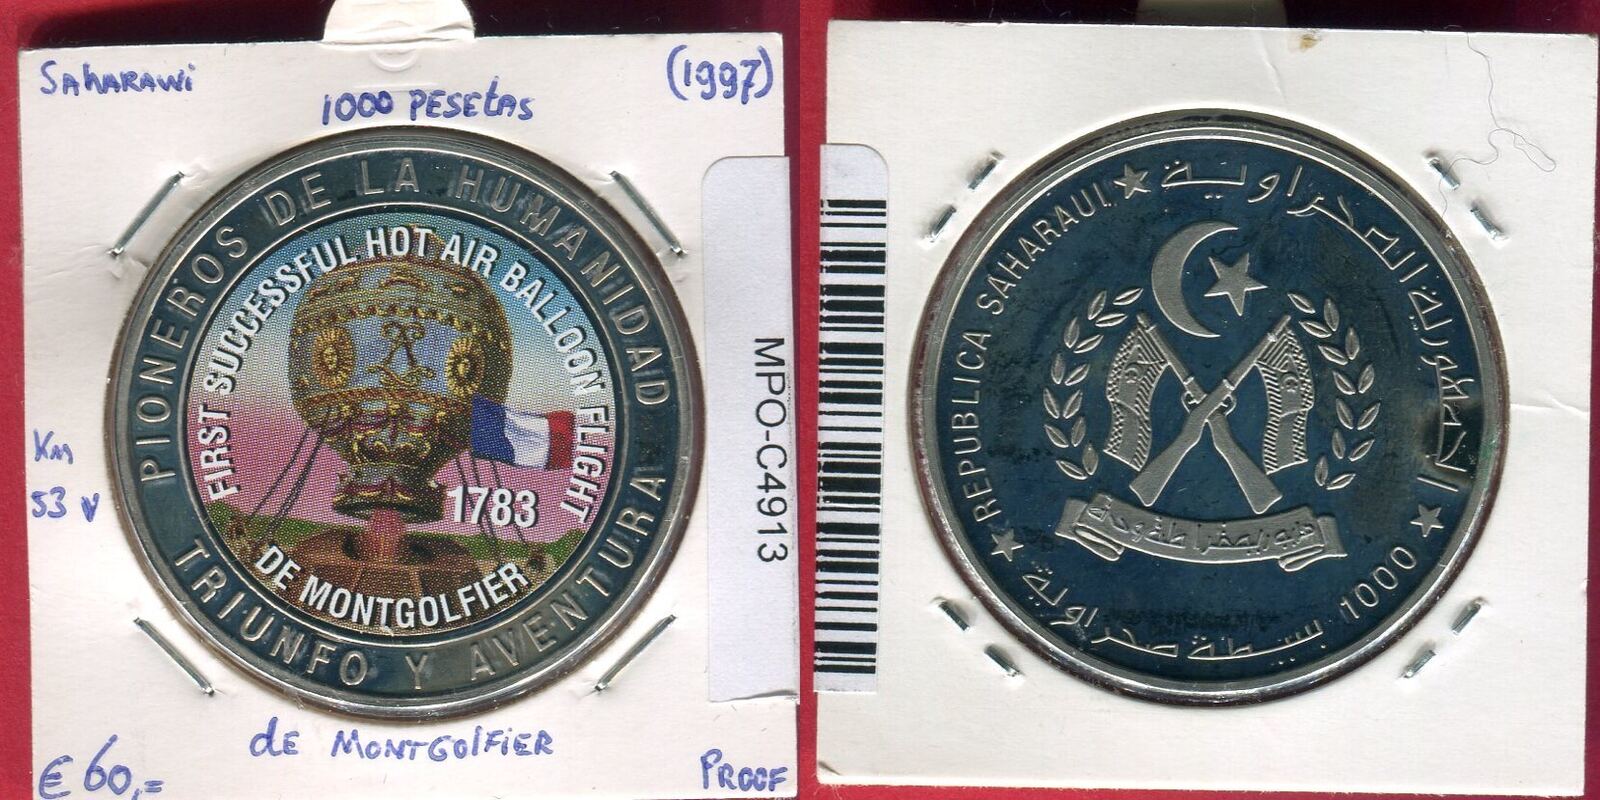 SAHARAWI
(1997)
1000 PESETAS
PIONEROS DE LA HUMANIDAD
TRIUNFO Y AVENTURA
FIRST SUCCESSFUL HOT AIR BALLOON FLIGHT
1783
DE MONTGOLFIER
KM
53
de MONTGOLFIER
€ 60,=
PROOF
MPO-C4913
REPUBLICA SAHARAUI
الجمهورية الصحراوية
1000 بسيطة صحراوية